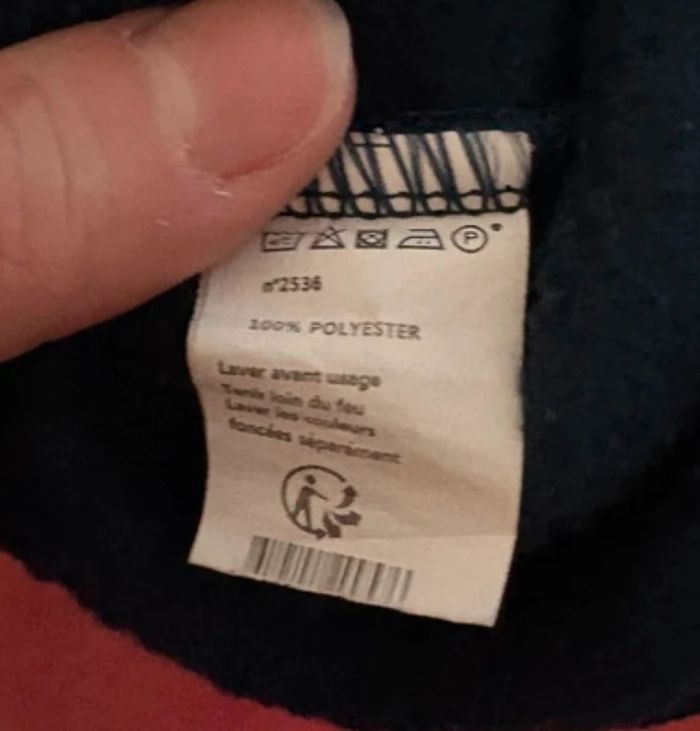 P
n°2536
100% POLYESTER
Laver avant usage
Tenir loin du feu
Laver les couleurs
foncées séparément